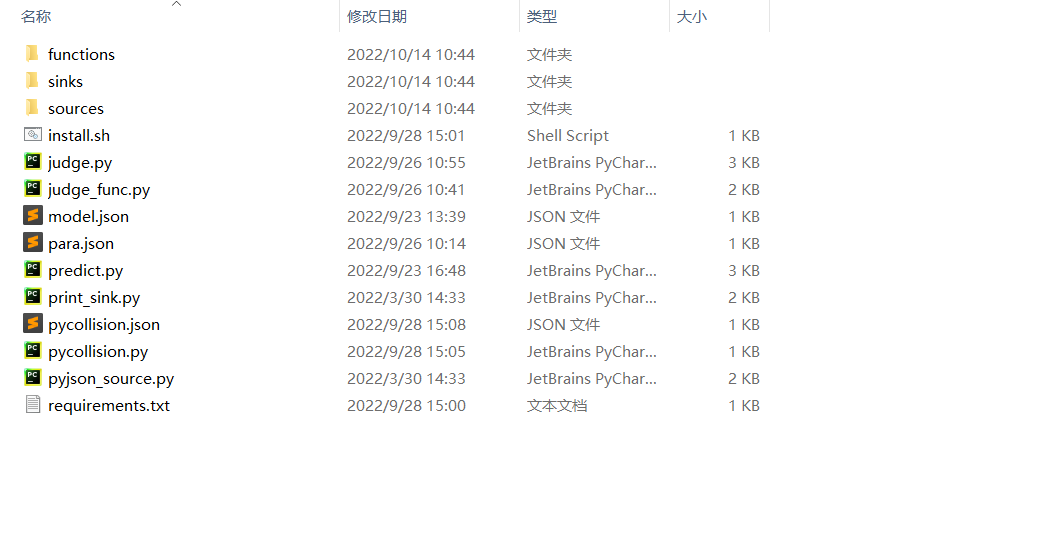 名称 修改日期 类型 大小
functions 2022/10/14 10:44 文件夹
sinks 2022/10/14 10:44 文件夹
sources 2022/10/14 10:44 文件夹
install.sh 2022/9/28 15:01 Shell Script 1 KB
judge.py 2022/9/26 10:55 JetBrains PyChar... 3 KB
judge_func.py 2022/9/26 10:41 JetBrains PyChar... 2 KB
model.json 2022/9/23 13:39 JSON 文件 1 KB
para.json 2022/9/26 10:14 JSON 文件 1 KB
predict.py 2022/9/23 16:48 JetBrains PyChar... 3 KB
print_sink.py 2022/3/30 14:33 JetBrains PyChar... 2 KB
pycollision.json 2022/9/28 15:08 JSON 文件 1 KB
pycollision.py 2022/9/28 15:05 JetBrains PyChar... 1 KB
pyjson_source.py 2022/3/30 14:33 JetBrains PyChar... 2 KB
requirements.txt 2022/9/28 15:00 文本文档 1 KB